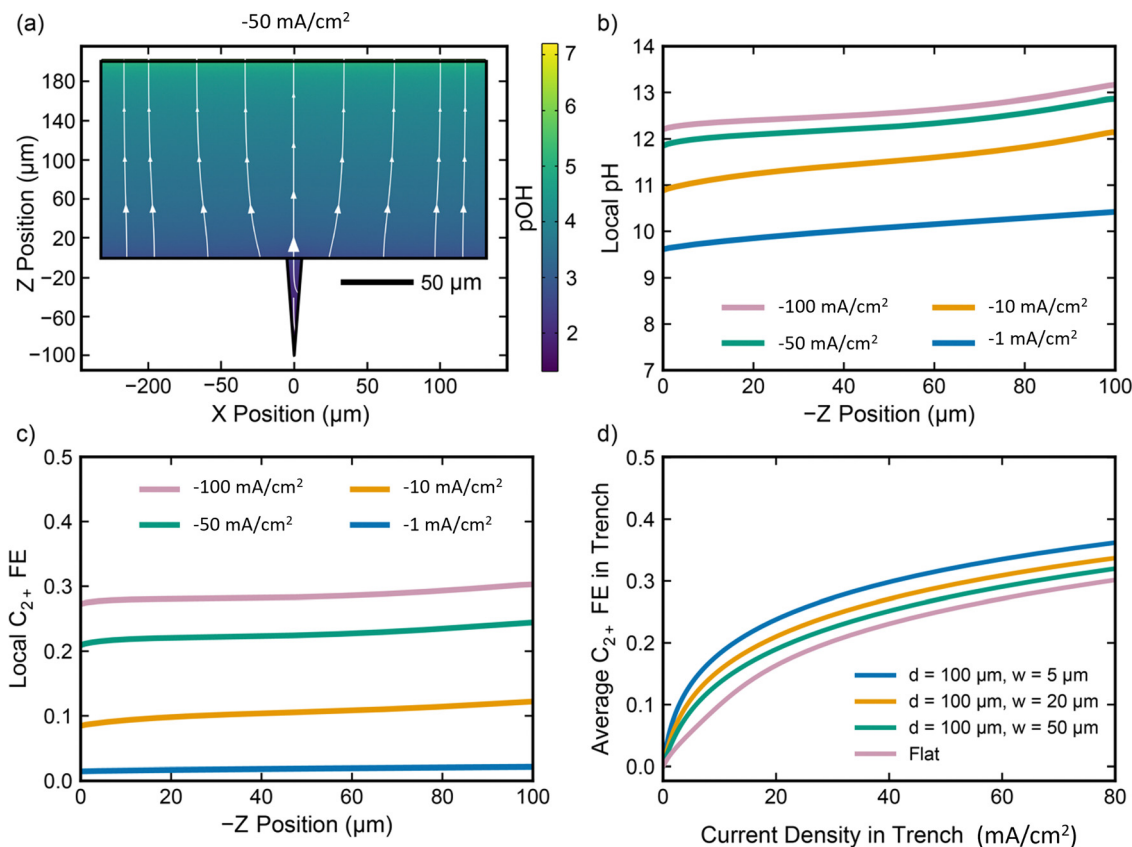 (a)
-50 mA/cm²
Z Position (µm)
180
140
100
60
20
−20
−60
−100
−200
−100
0
50
100
X Position (µm)
50 µm
7
6
5
4
3
2
pOH
b)
Local pH
14
13
12
11
10
9
8
7
-100 mA/cm²
-10 mA/cm²
-50 mA/cm²
-1 mA/cm²
0
20
40
60
80
100
−Z Position (µm)
c)
Local C₂₊ FE
0.5
0.4
0.3
0.2
0.1
0.0
-100 mA/cm²
-10 mA/cm²
-50 mA/cm²
-1 mA/cm²
0
20
40
60
80
100
−Z Position (µm)
d)
Average C₂₊ FE in Trench
0.5
0.4
0.3
0.2
0.1
0.0
d = 100 µm, w = 5 µm
d = 100 µm, w = 20 µm
d = 100 µm, w = 50 µm
Flat
0
20
40
60
80
Current Density in Trench (mA/cm²)